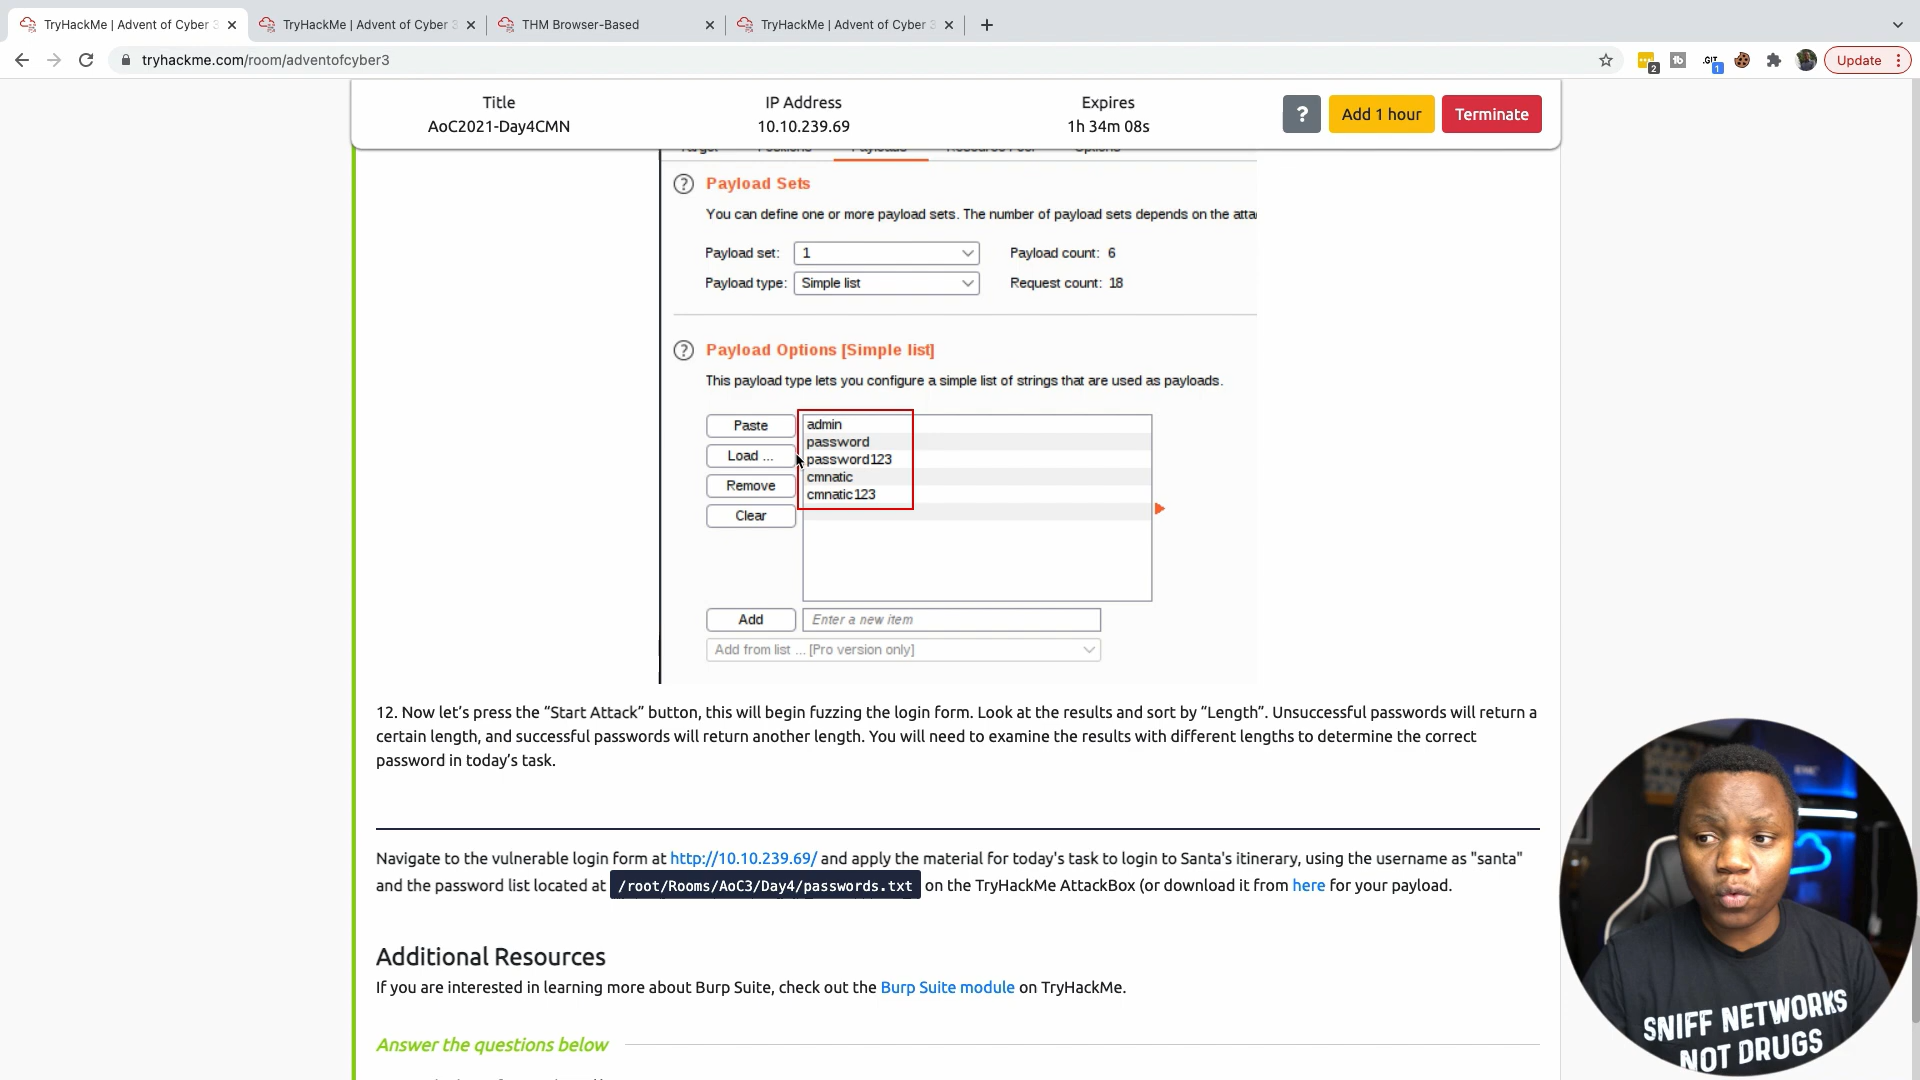 TryHackMe | Advent of Cyber 3
TryHackMe | Advent of Cyber 3
THM Browser-Based
TryHackMe | Advent of Cyber 3
tryhackme.com/room/adventofcyber3
2
1
Update
Title
IP Address
Expires
AoC2021-Day4CMN
10.10.239.69
1h 34m 08s
?
Add 1 hour
Terminate
? Payload Sets
You can define one or more payload sets. The number of payload sets depends on the atta
Payload set: 1 Payload count: 6
Payload type: Simple list Request count: 18
? Payload Options [Simple list]
This payload type lets you configure a simple list of strings that are used as payloads.
Paste
Load ...
Remove
Clear
admin
password
password123
cmnatic
cmnatic123
Add Enter a new item
Add from list ... [Pro version only]
12. Now let’s press the “Start Attack” button, this will begin fuzzing the login form. Look at the results and sort by “Length”. Unsuccessful passwords will return a
certain length, and successful passwords will return another length. You will need to examine the results with different lengths to determine the correct
password in today’s task.
Navigate to the vulnerable login form at http://10.10.239.69/ and apply the material for today's task to login to Santa's itinerary, using the username as "santa"
and the password list located at /root/Rooms/AoC3/Day4/passwords.txt on the TryHackMe AttackBox (or download it from here for your payload.
Additional Resources
If you are interested in learning more about Burp Suite, check out the Burp Suite module on TryHackMe.
Answer the questions below
SNIFF NETWORKS
NOT DRUGS